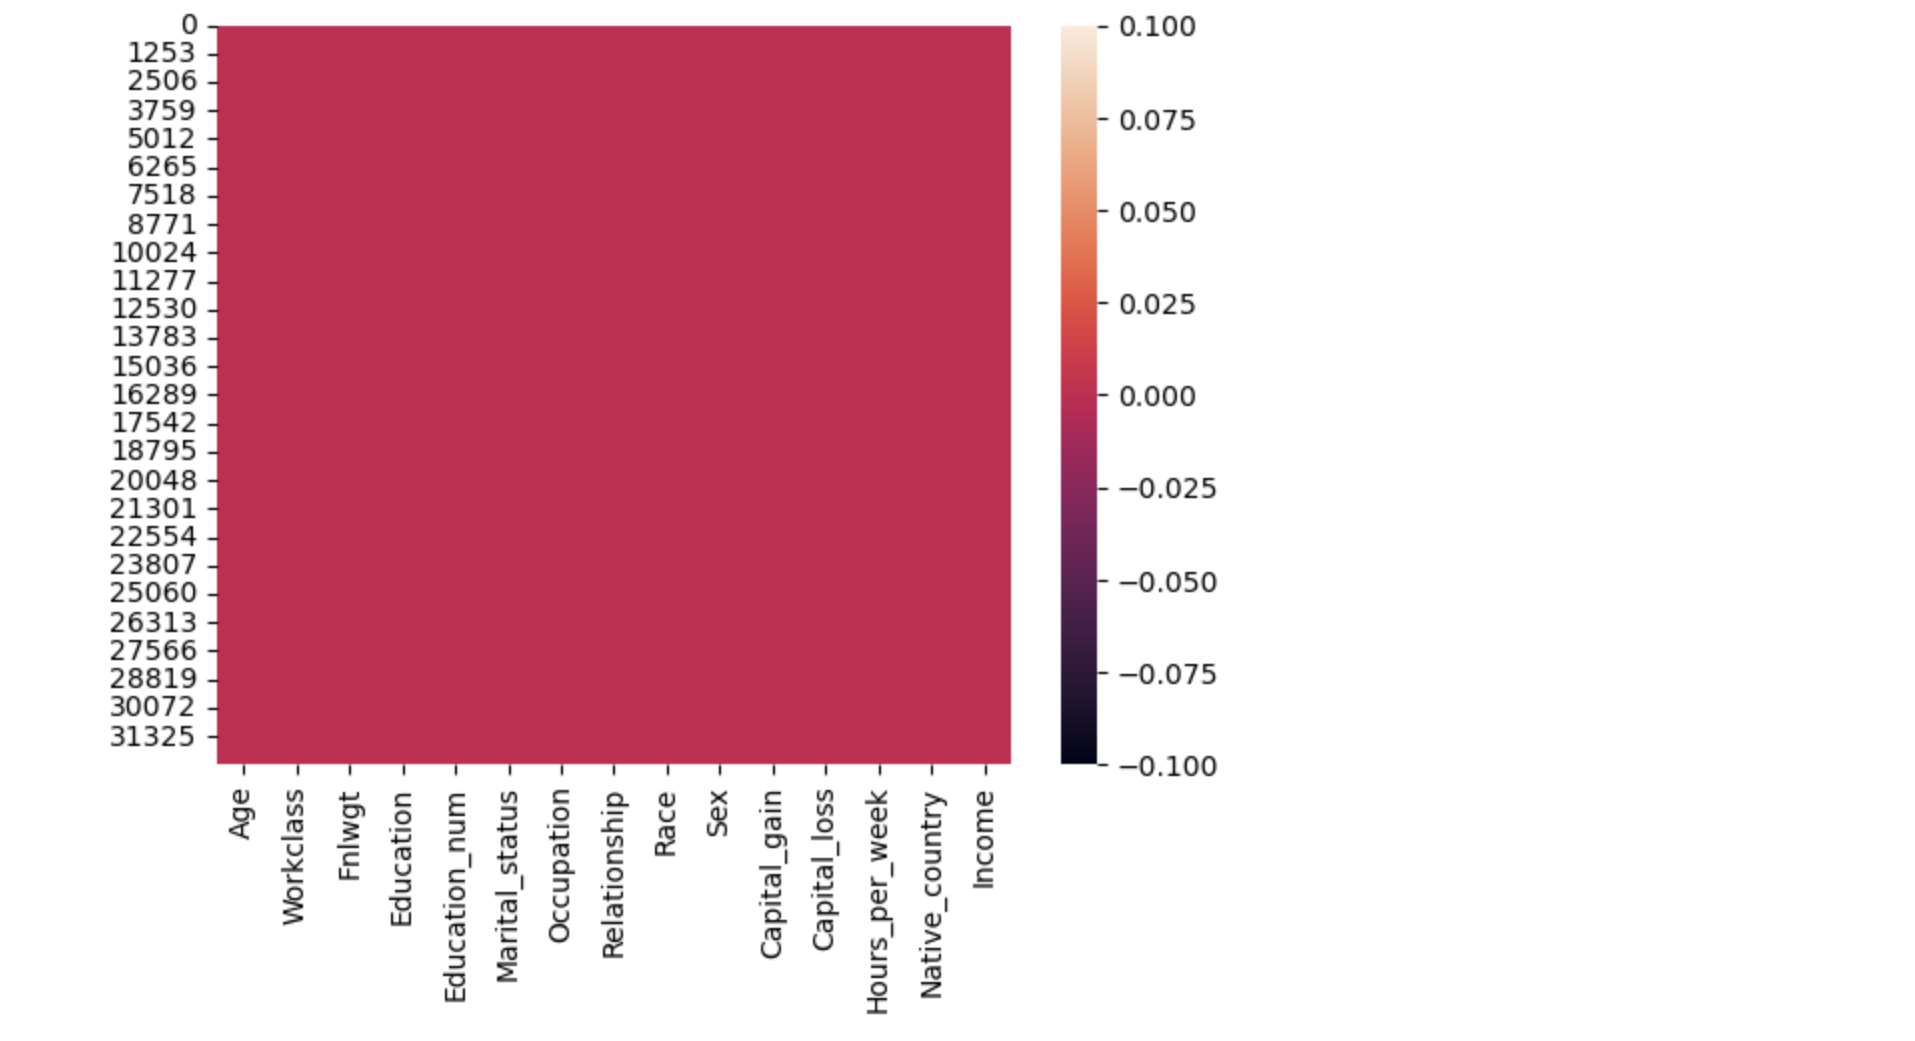 0
1253
2506
3759
5012
6265
7518
8771
10024
11277
12530
13783
15036
16289
17542
18795
20048
21301
22554
23807
25060
26313
27566
28819
30072
31325
Age
Workclass
Fnlwgt
Education
Education_num
Marital_status
Occupation
Relationship
Race
Sex
Capital_gain
Capital_loss
Hours_per_week
Native_country
Income
0.100
0.075
0.050
0.025
0.000
−0.025
−0.050
−0.075
−0.100